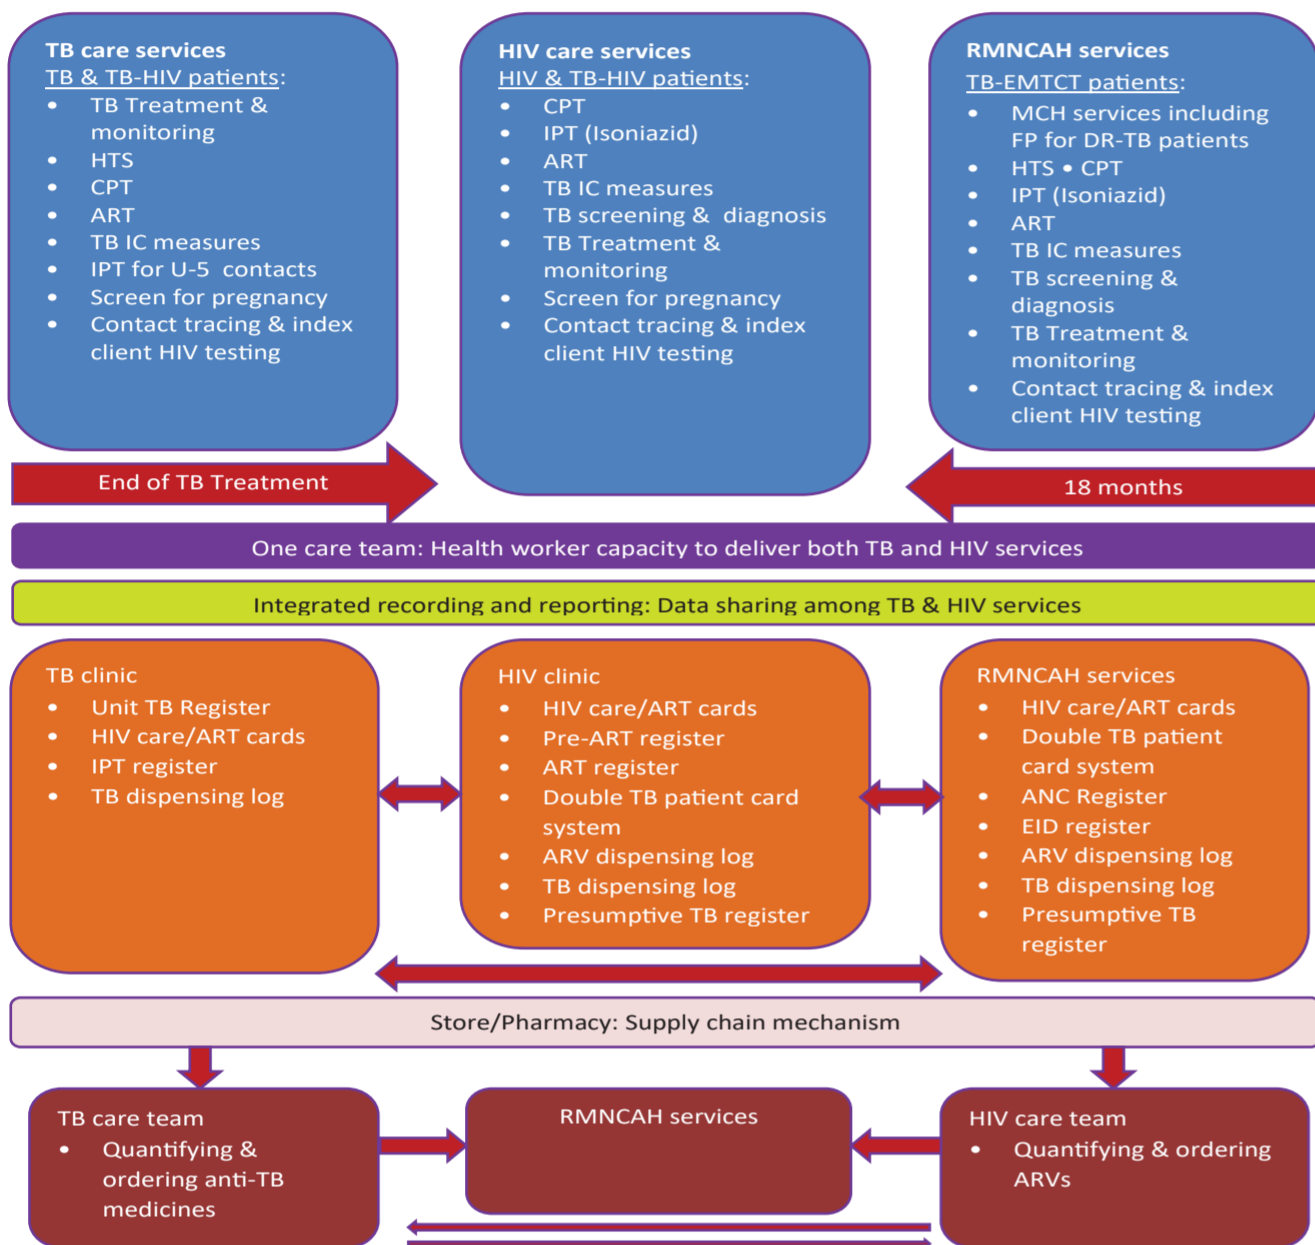 TB care services
TB & TB-HIV patients:
• TB Treatment &
monitoring
• HTS
• CPT
• ART
• TB IC measures
• IPT for U-5 contacts
• Screen for pregnancy
• Contact tracing & index
client HIV testing
HIV care services
HIV & TB-HIV patients:
• CPT
• IPT (Isoniazid)
• ART
• TB IC measures
• TB screening & diagnosis
• TB Treatment &
monitoring
• Screen for pregnancy
• Contact tracing & index
client HIV testing
RMNCAH services
TB-EMTCT patients:
• MCH services including
FP for DR-TB patients
• HTS • CPT
• IPT (Isoniazid)
• ART
• TB IC measures
• TB screening &
diagnosis
• TB Treatment &
monitoring
• Contact tracing & index
client HIV testing
End of TB Treatment
18 months
One care team: Health worker capacity to deliver both TB and HIV services
Integrated recording and reporting: Data sharing among TB & HIV services
TB clinic
• Unit TB Register
• HIV care/ART cards
• IPT register
• TB dispensing log
HIV clinic
• HIV care/ART cards
• Pre-ART register
• ART register
• Double TB patient card
system
• ARV dispensing log
• TB dispensing log
• Presumptive TB register
RMNCAH services
• HIV care/ART cards
• Double TB patient
card system
• ANC Register
• EID register
• ARV dispensing log
• TB dispensing log
• Presumptive TB
register
Store/Pharmacy: Supply chain mechanism
TB care team
• Quantifying &
ordering anti-TB
medicines
RMNCAH services
HIV care team
• Quantifying & ordering
ARVs